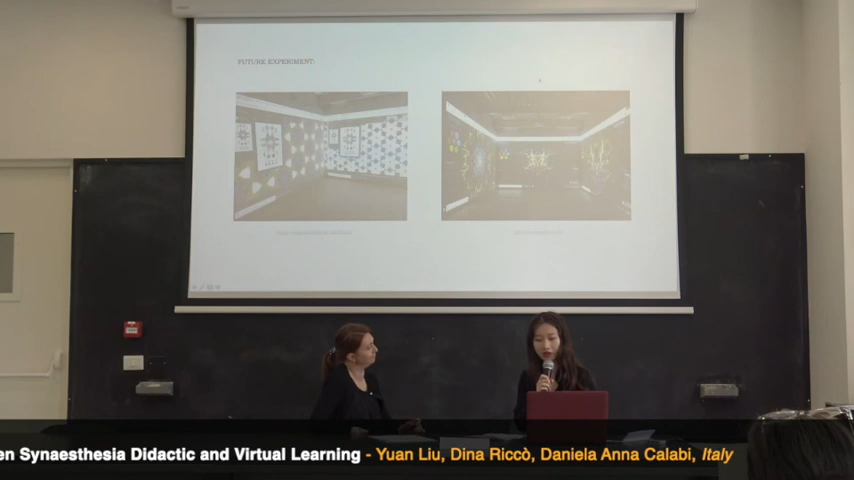 FUTURE EXPERIMENT:
en Synaesthesia Didactic and Virtual Learning - Yuan Liu, Dina Riccò, Daniela Anna Calabi, Italy